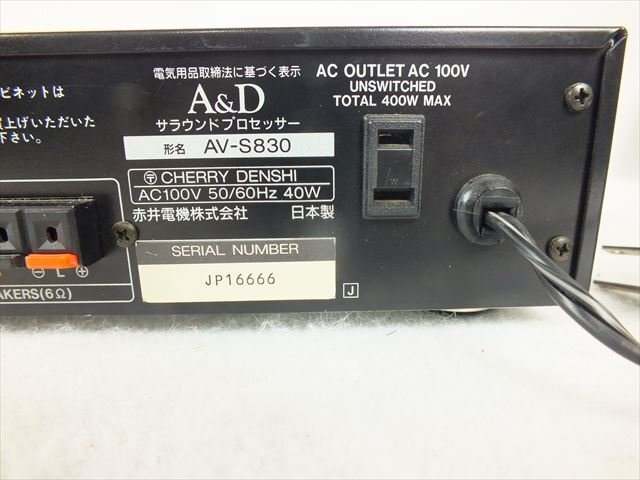 ビネットは
上げいただいた
下さい。
電気用品取締法に基づく表示
A&D
サラウンドプロセッサー
形名 AV-S830
〒 CHERRY DENSHI
AC100V 50/60Hz 40W
赤井電機株式会社 日本製
SERIAL NUMBER
JP16666
J
AC OUTLET AC 100V
UNSWITCHED
TOTAL 400W MAX
⊖ L ⊕
AKERS(6Ω)